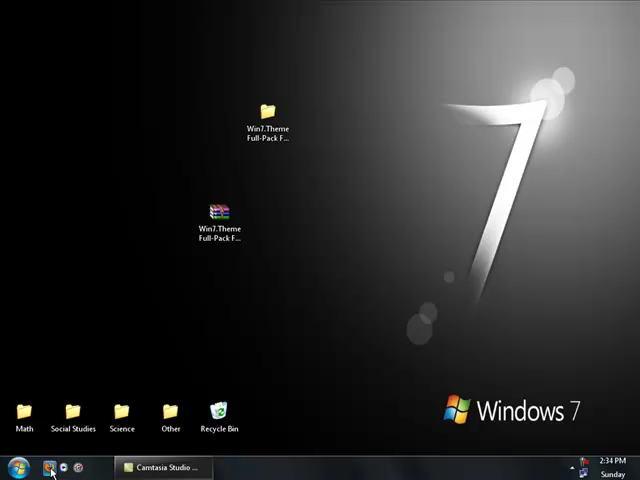 7
Win7.Theme
Full-Pack F...
Win7.Theme
Full-Pack F...
Windows 7
Math
Social Studies
Science
Other
Recycle Bin
Camtasia Studio ...
2:34 PM
Sunday